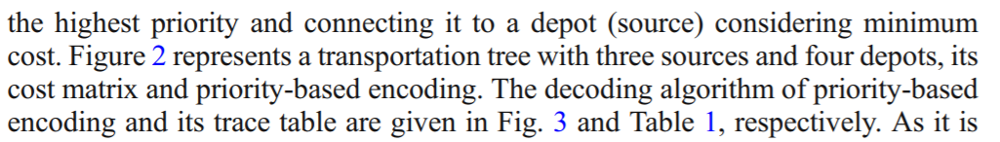 the highest priority and connecting it to a depot (source) considering minimum
cost. Figure 2 represents a transportation tree with three sources and four depots, its
cost matrix and priority-based encoding. The decoding algorithm of priority-based
encoding and its trace table are given in Fig. 3 and Table 1, respectively. As it is